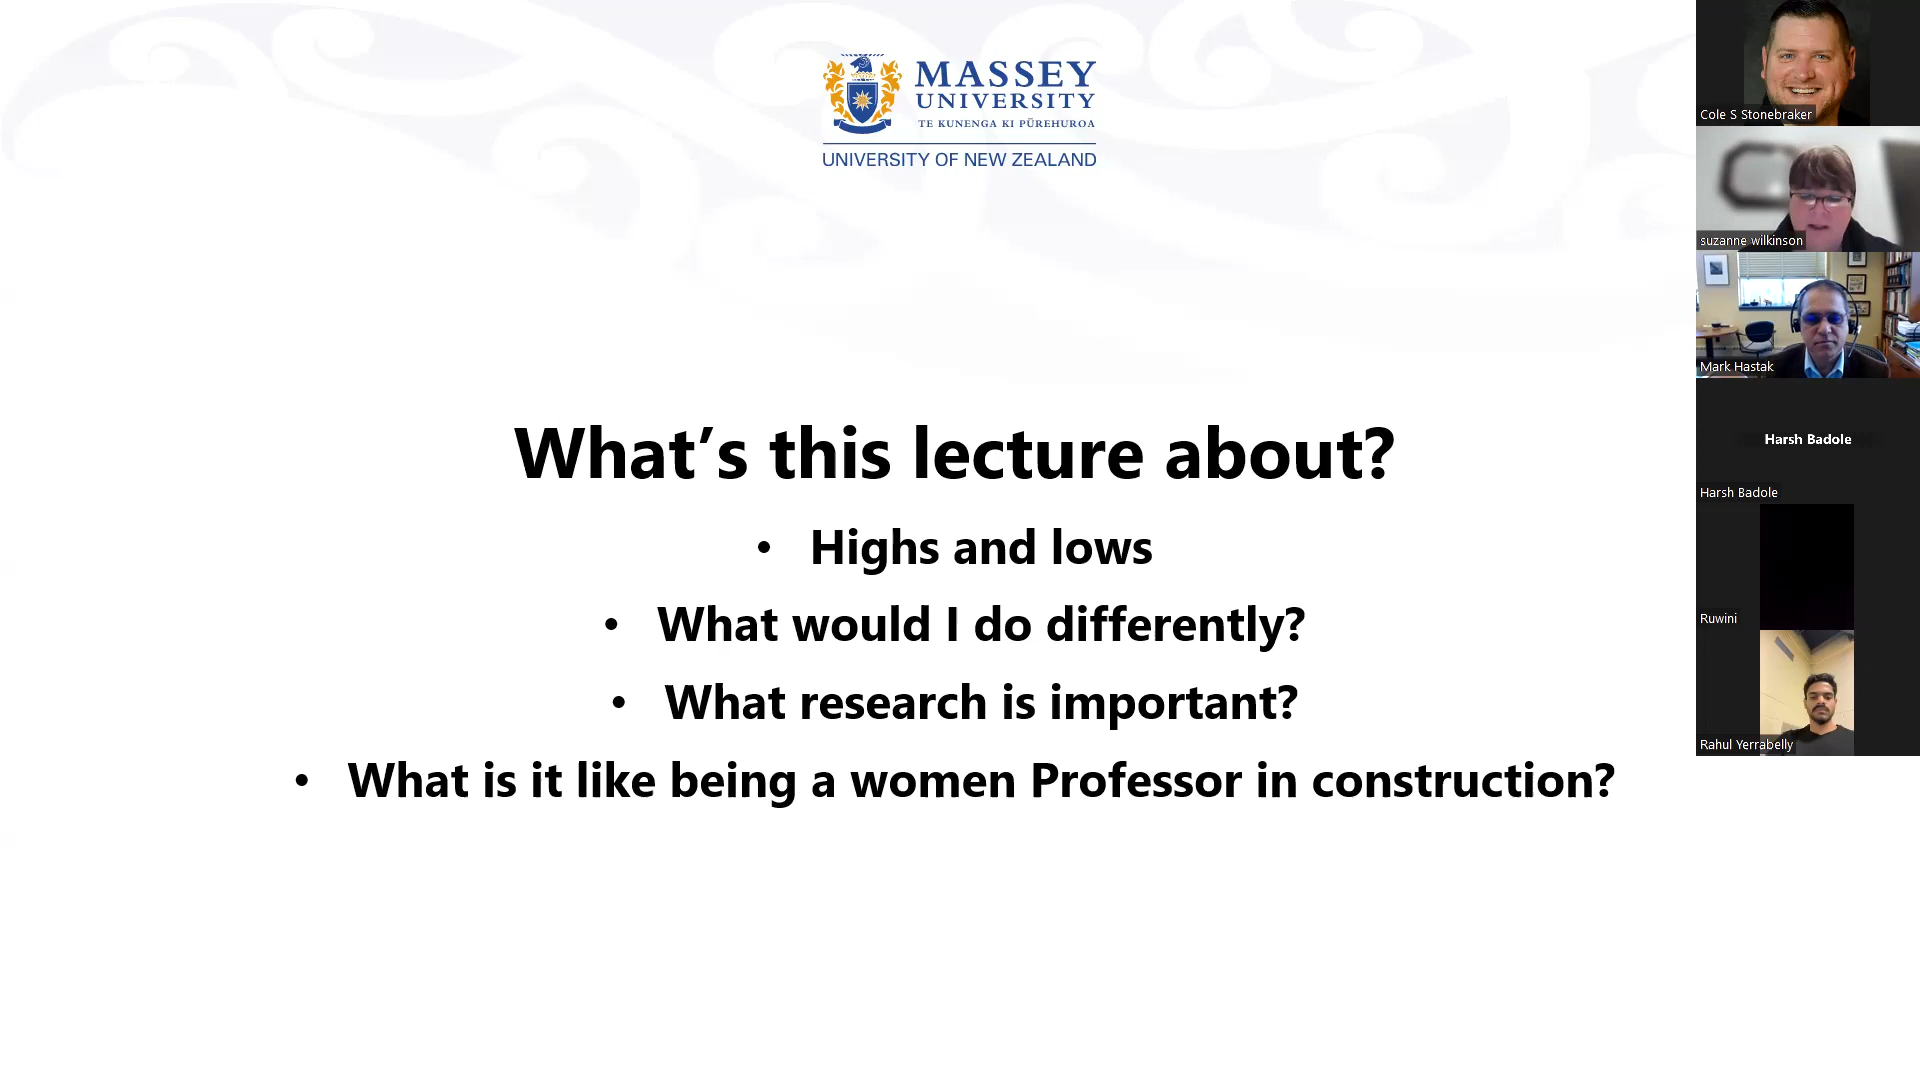 MASSEY
UNIVERSITY
TE KUNENGA KI PŪREHUROA
UNIVERSITY OF NEW ZEALAND
What’s this lecture about?
• Highs and lows
• What would I do differently?
• What research is important?
• What is it like being a women Professor in construction?
Cole S Stonebraker
suzanne wilkinson
Mark Hastak
Harsh Badole
Harsh Badole
Ruwini
Rahul Yerrabelly